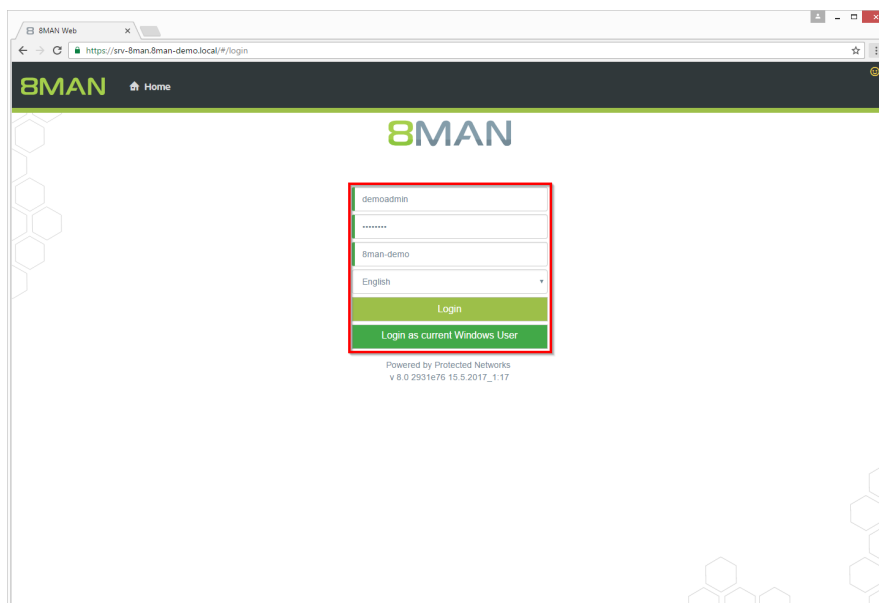 8MAN Web
https://srv-8man.8man-demo.local/#/login
8MAN
Home
8MAN
demoadmin
••••••••
8man-demo
English
Login
Login as current Windows User
Powered by Protected Networks
v 8.0 2931e76 15.5.2017_1:17